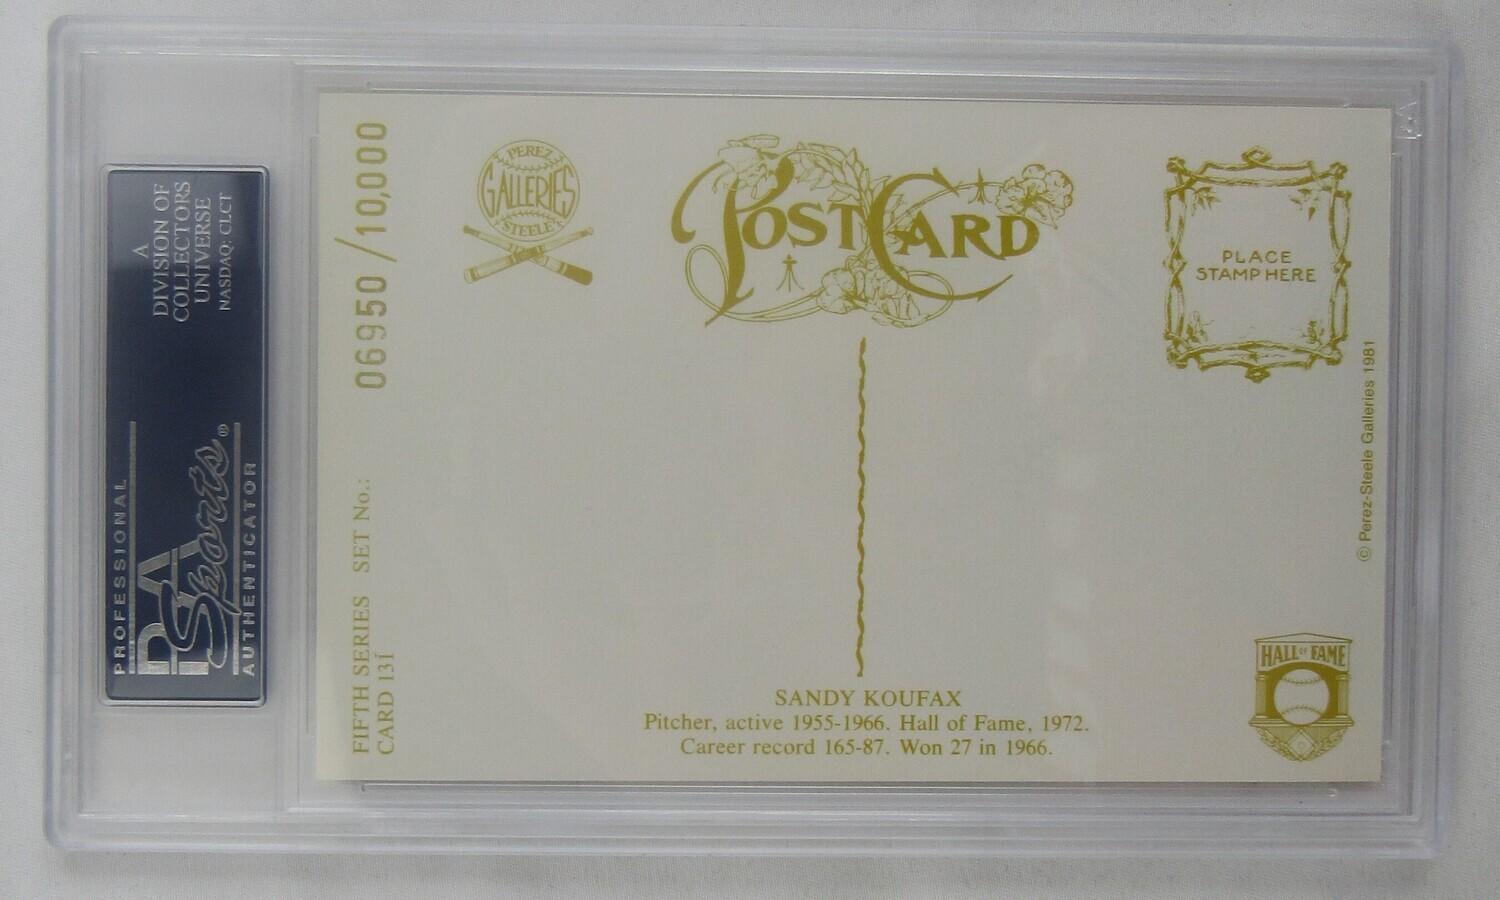 A
DIVISION OF
COLLECTORS
UNIVERSE
NASDAQ: CLCT
PROFESSIONAL
PSA
Sports®
AUTHENTICATOR
FIFTH SERIES SET No.: 06950 / 10,000
CARD 131
PEREZ
GALLERIES
STEELE
POSTCARD
PLACE
STAMP HERE
© Perez-Steele Galleries 1981
SANDY KOUFAX
Pitcher, active 1955-1966. Hall of Fame, 1972.
Career record 165-87. Won 27 in 1966.
HALL OF FAME